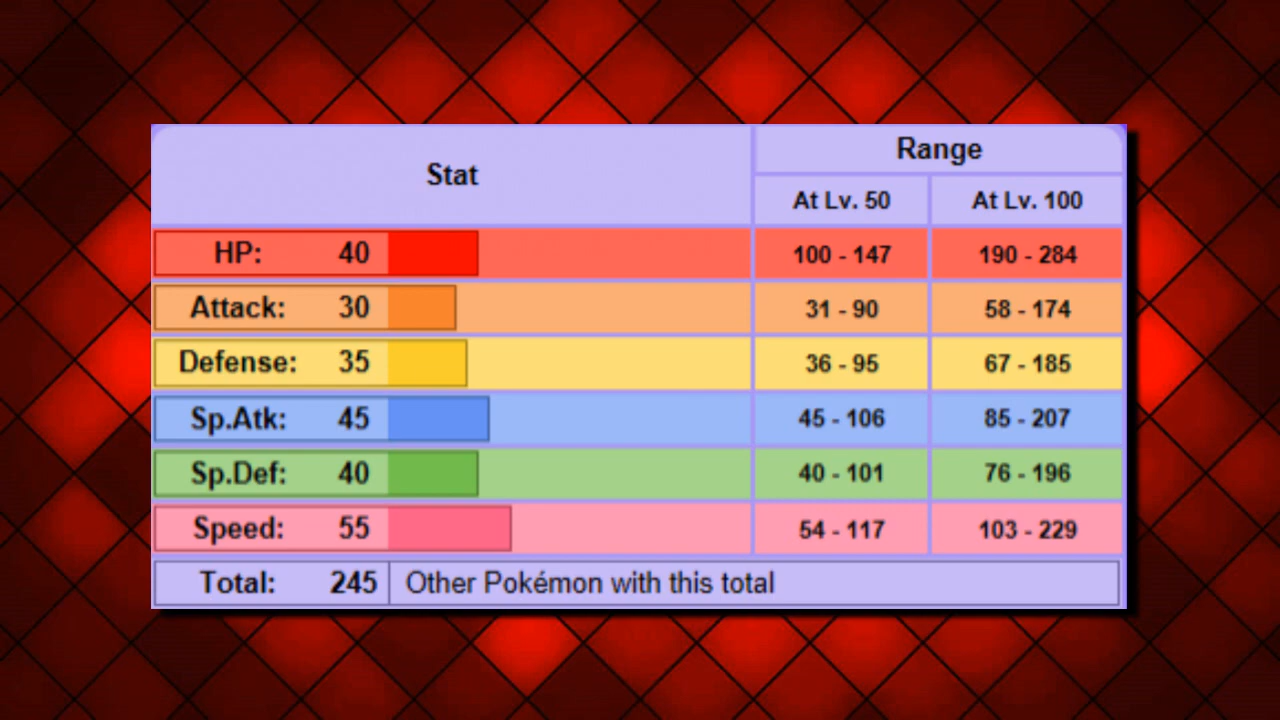 Stat Range
At Lv. 50 At Lv. 100
HP: 40 100 - 147 190 - 284
Attack: 30 31 - 90 58 - 174
Defense: 35 36 - 95 67 - 185
Sp.Atk: 45 45 - 106 85 - 207
Sp.Def: 40 40 - 101 76 - 196
Speed: 55 54 - 117 103 - 229
Total: 245 Other Pokémon with this total